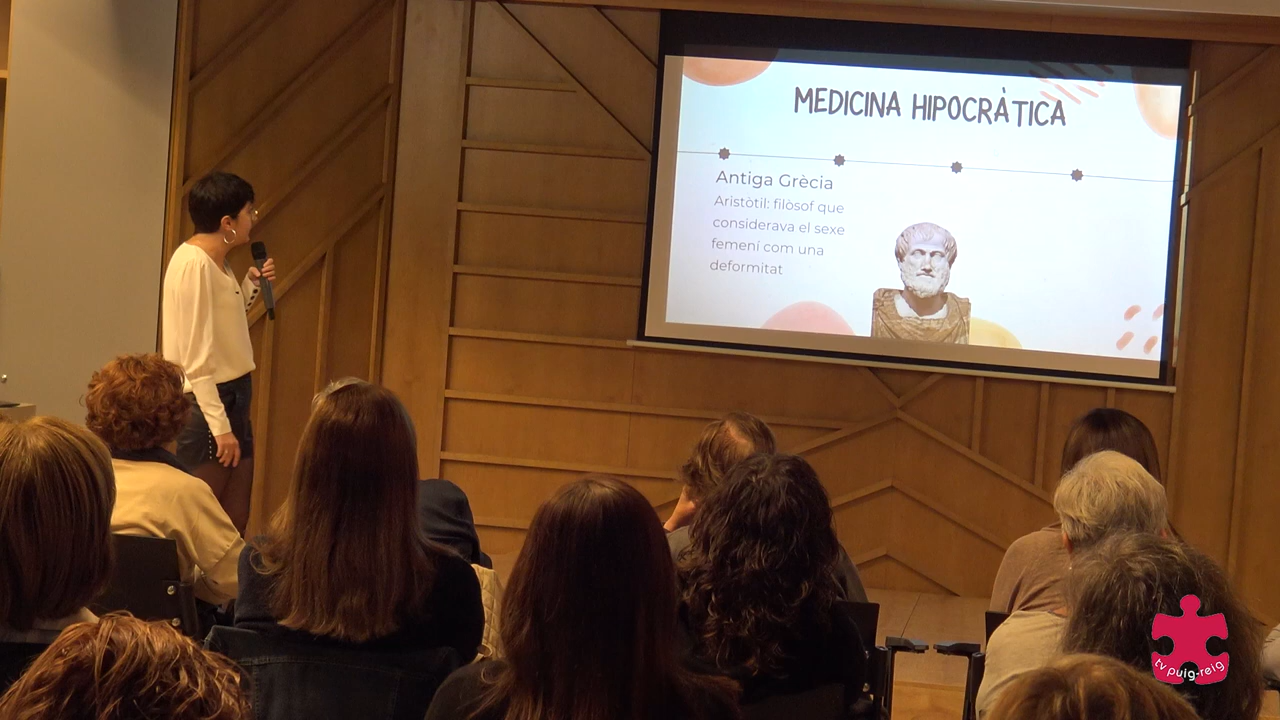 MEDICINA HIPOCRÀTICA
Antiga Grècia
Aristòtil: filòsof que
considerava el sexe
femení com una
deformitat
tv puig-reig